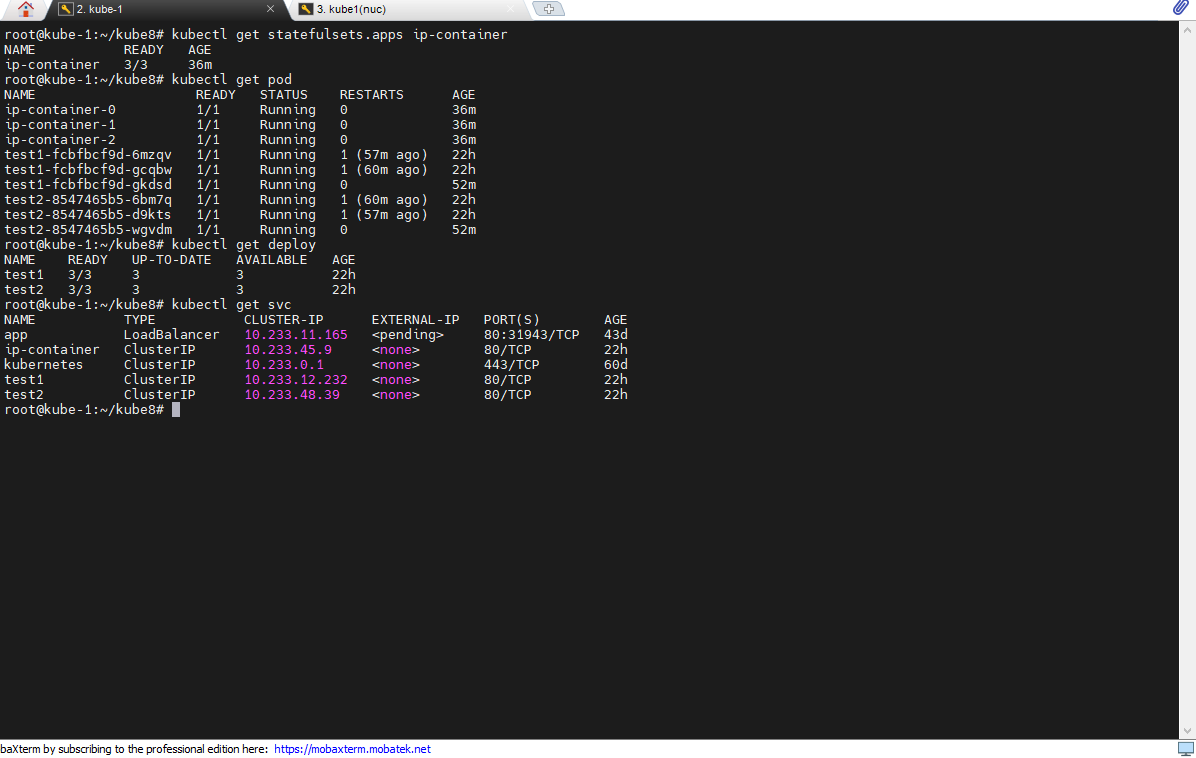 2. kube-1
3. kube1(nuc)
root@kube-1:~/kube8# kubectl get statefulsets.apps ip-container
NAME           READY   AGE
ip-container   3/3     36m
root@kube-1:~/kube8# kubectl get pod
NAME                    READY   STATUS    RESTARTS      AGE
ip-container-0          1/1     Running   0             36m
ip-container-1          1/1     Running   0             36m
ip-container-2          1/1     Running   0             36m
test1-fcbfbcf9d-6mzqv   1/1     Running   1 (57m ago)   22h
test1-fcbfbcf9d-gcqbw   1/1     Running   1 (60m ago)   22h
test1-fcbfbcf9d-gkdsd   1/1     Running   0             52m
test2-8547465b5-6bm7q   1/1     Running   1 (60m ago)   22h
test2-8547465b5-d9kts   1/1     Running   1 (57m ago)   22h
test2-8547465b5-wgvdm   1/1     Running   0             52m
root@kube-1:~/kube8# kubectl get deploy
NAME    READY   UP-TO-DATE   AVAILABLE   AGE
test1   3/3     3            3           22h
test2   3/3     3            3           22h
root@kube-1:~/kube8# kubectl get svc
NAME           TYPE           CLUSTER-IP      EXTERNAL-IP   PORT(S)        AGE
app            LoadBalancer   10.233.11.165   <pending>     80:31943/TCP   43d
ip-container   ClusterIP      10.233.45.9     <none>        80/TCP         22h
kubernetes     ClusterIP      10.233.0.1      <none>        443/TCP        60d
test1          ClusterIP      10.233.12.232   <none>        80/TCP         22h
test2          ClusterIP      10.233.48.39    <none>        80/TCP         22h
root@kube-1:~/kube8#
baXterm by subscribing to the professional edition here: https://mobaxterm.mobatek.net